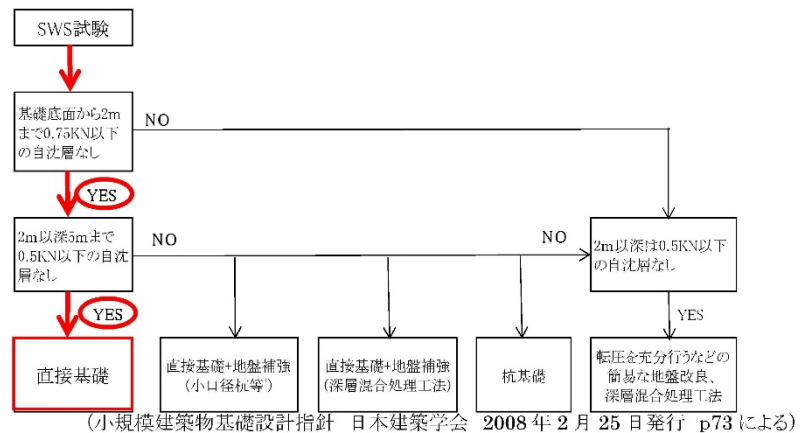 SWS試験
基礎底面から2m
まで0.75KN以下
の自沈層なし
NO
YES
2m以深5mまで
0.5KN以下の自沈
層なし
NO
NO
2m以深は0.5KN以下
の自沈層なし
YES
YES
直接基礎
直接基礎+地盤補強
(小口径杭等)
直接基礎+地盤補強
(深層混合処理工法)
杭基礎
転圧を充分行うなどの
簡易な地盤改良、
深層混合処理工法
(小規模建築物基礎設計指針 日本建築学会 2008年2月25日発行 p73による)